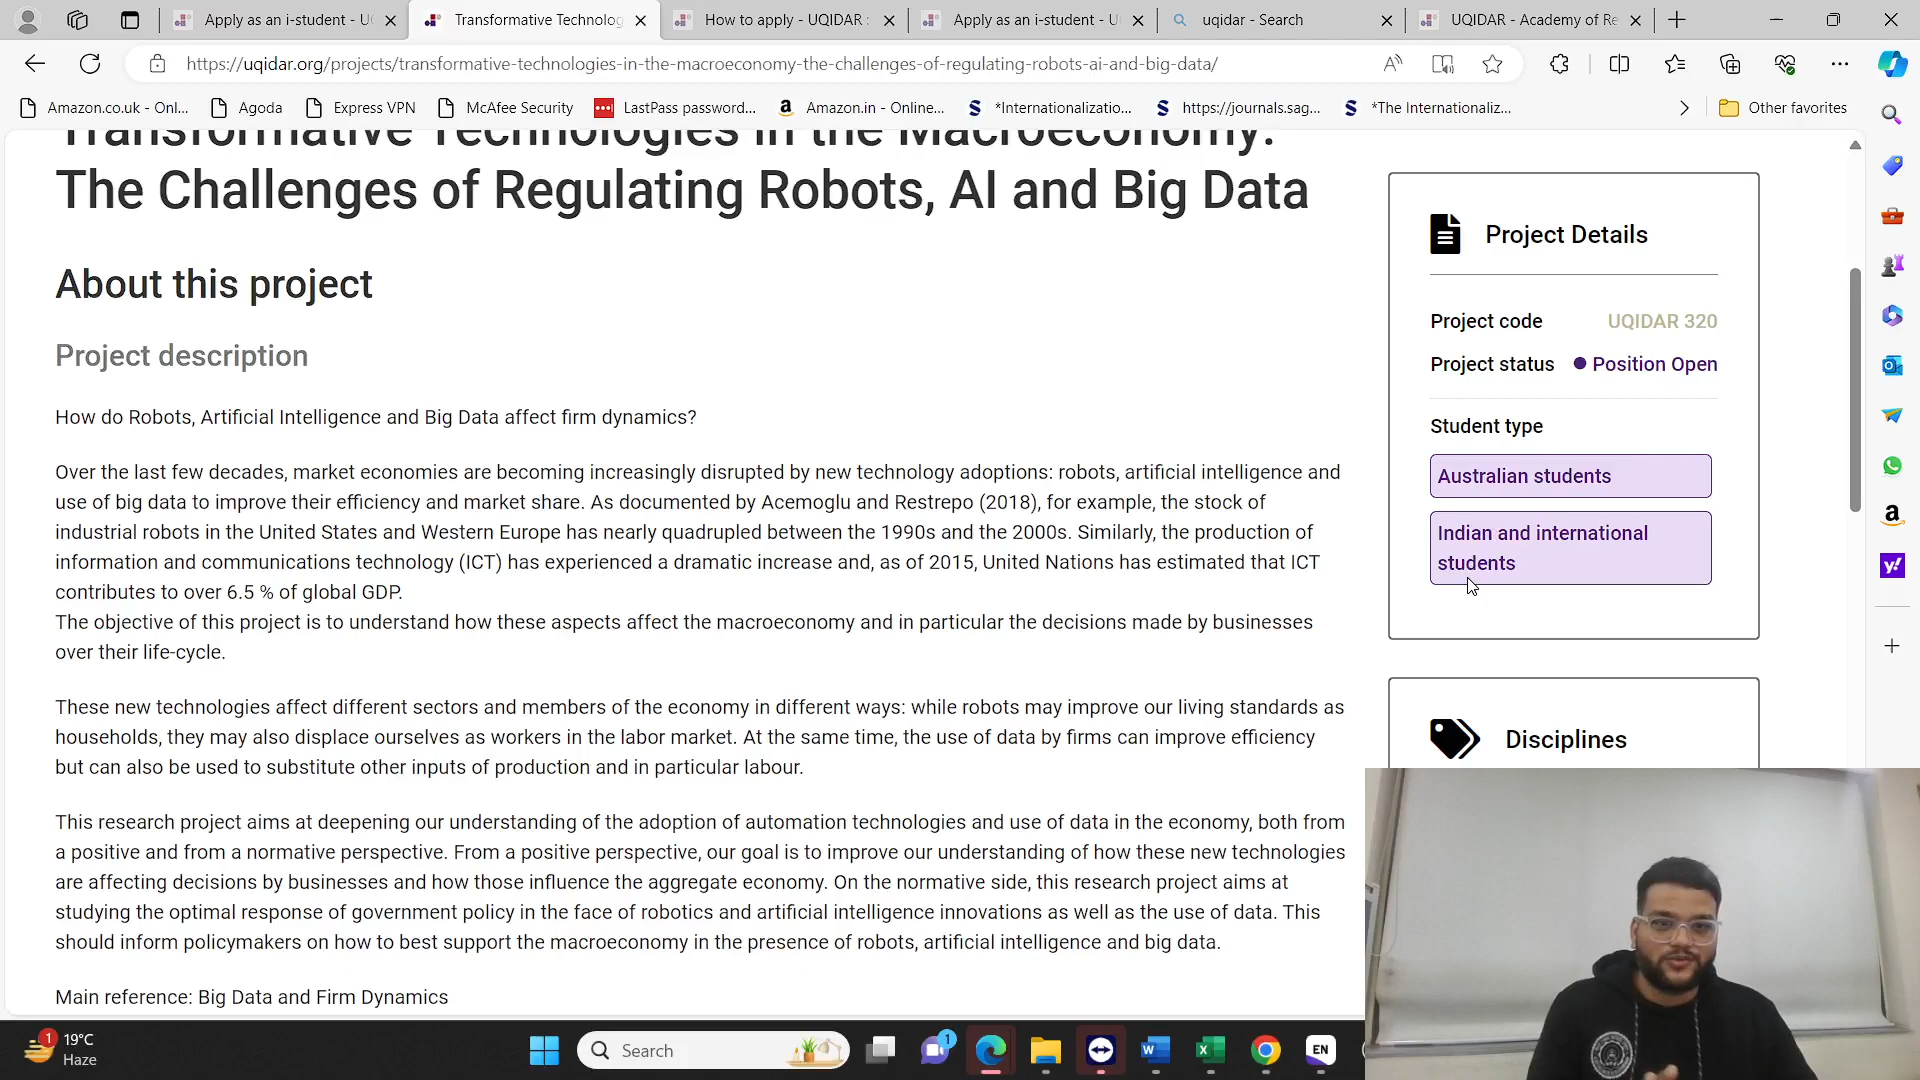 Apply as an i-student - U
Transformative Technolog
How to apply - UQIDAR :
Apply as an i-student - U
uqidar - Search
UQIDAR - Academy of Re
https://uqidar.org/projects/transformative-technologies-in-the-macroeconomy-the-challenges-of-regulating-robots-ai-and-big-data/
Amazon.co.uk - Onl...
Agoda
Express VPN
McAfee Security
LastPass password...
Amazon.in - Online...
*Internationalizatio...
https://journals.sag...
*The Internationaliz...
Other favorites
Transformative Technologies in the Macroeconomy:
The Challenges of Regulating Robots, AI and Big Data
About this project
Project description
How do Robots, Artificial Intelligence and Big Data affect firm dynamics?
Over the last few decades, market economies are becoming increasingly disrupted by new technology adoptions: robots, artificial intelligence and
use of big data to improve their efficiency and market share. As documented by Acemoglu and Restrepo (2018), for example, the stock of
industrial robots in the United States and Western Europe has nearly quadrupled between the 1990s and the 2000s. Similarly, the production of
information and communications technology (ICT) has experienced a dramatic increase and, as of 2015, United Nations has estimated that ICT
contributes to over 6.5 % of global GDP.
The objective of this project is to understand how these aspects affect the macroeconomy and in particular the decisions made by businesses
over their life-cycle.
These new technologies affect different sectors and members of the economy in different ways: while robots may improve our living standards as
households, they may also displace ourselves as workers in the labor market. At the same time, the use of data by firms can improve efficiency
but can also be used to substitute other inputs of production and in particular labour.
This research project aims at deepening our understanding of the adoption of automation technologies and use of data in the economy, both from
a positive and from a normative perspective. From a positive perspective, our goal is to improve our understanding of how these new technologies
are affecting decisions by businesses and how those influence the aggregate economy. On the normative side, this research project aims at
studying the optimal response of government policy in the face of robotics and artificial intelligence innovations as well as the use of data. This
should inform policymakers on how to best support the macroeconomy in the presence of robots, artificial intelligence and big data.
Main reference: Big Data and Firm Dynamics
Project Details
Project code UQIDAR 320
Project status Position Open
Student type
Australian students
Indian and international
students
Disciplines
1
19°C
Haze
Search
1
EN